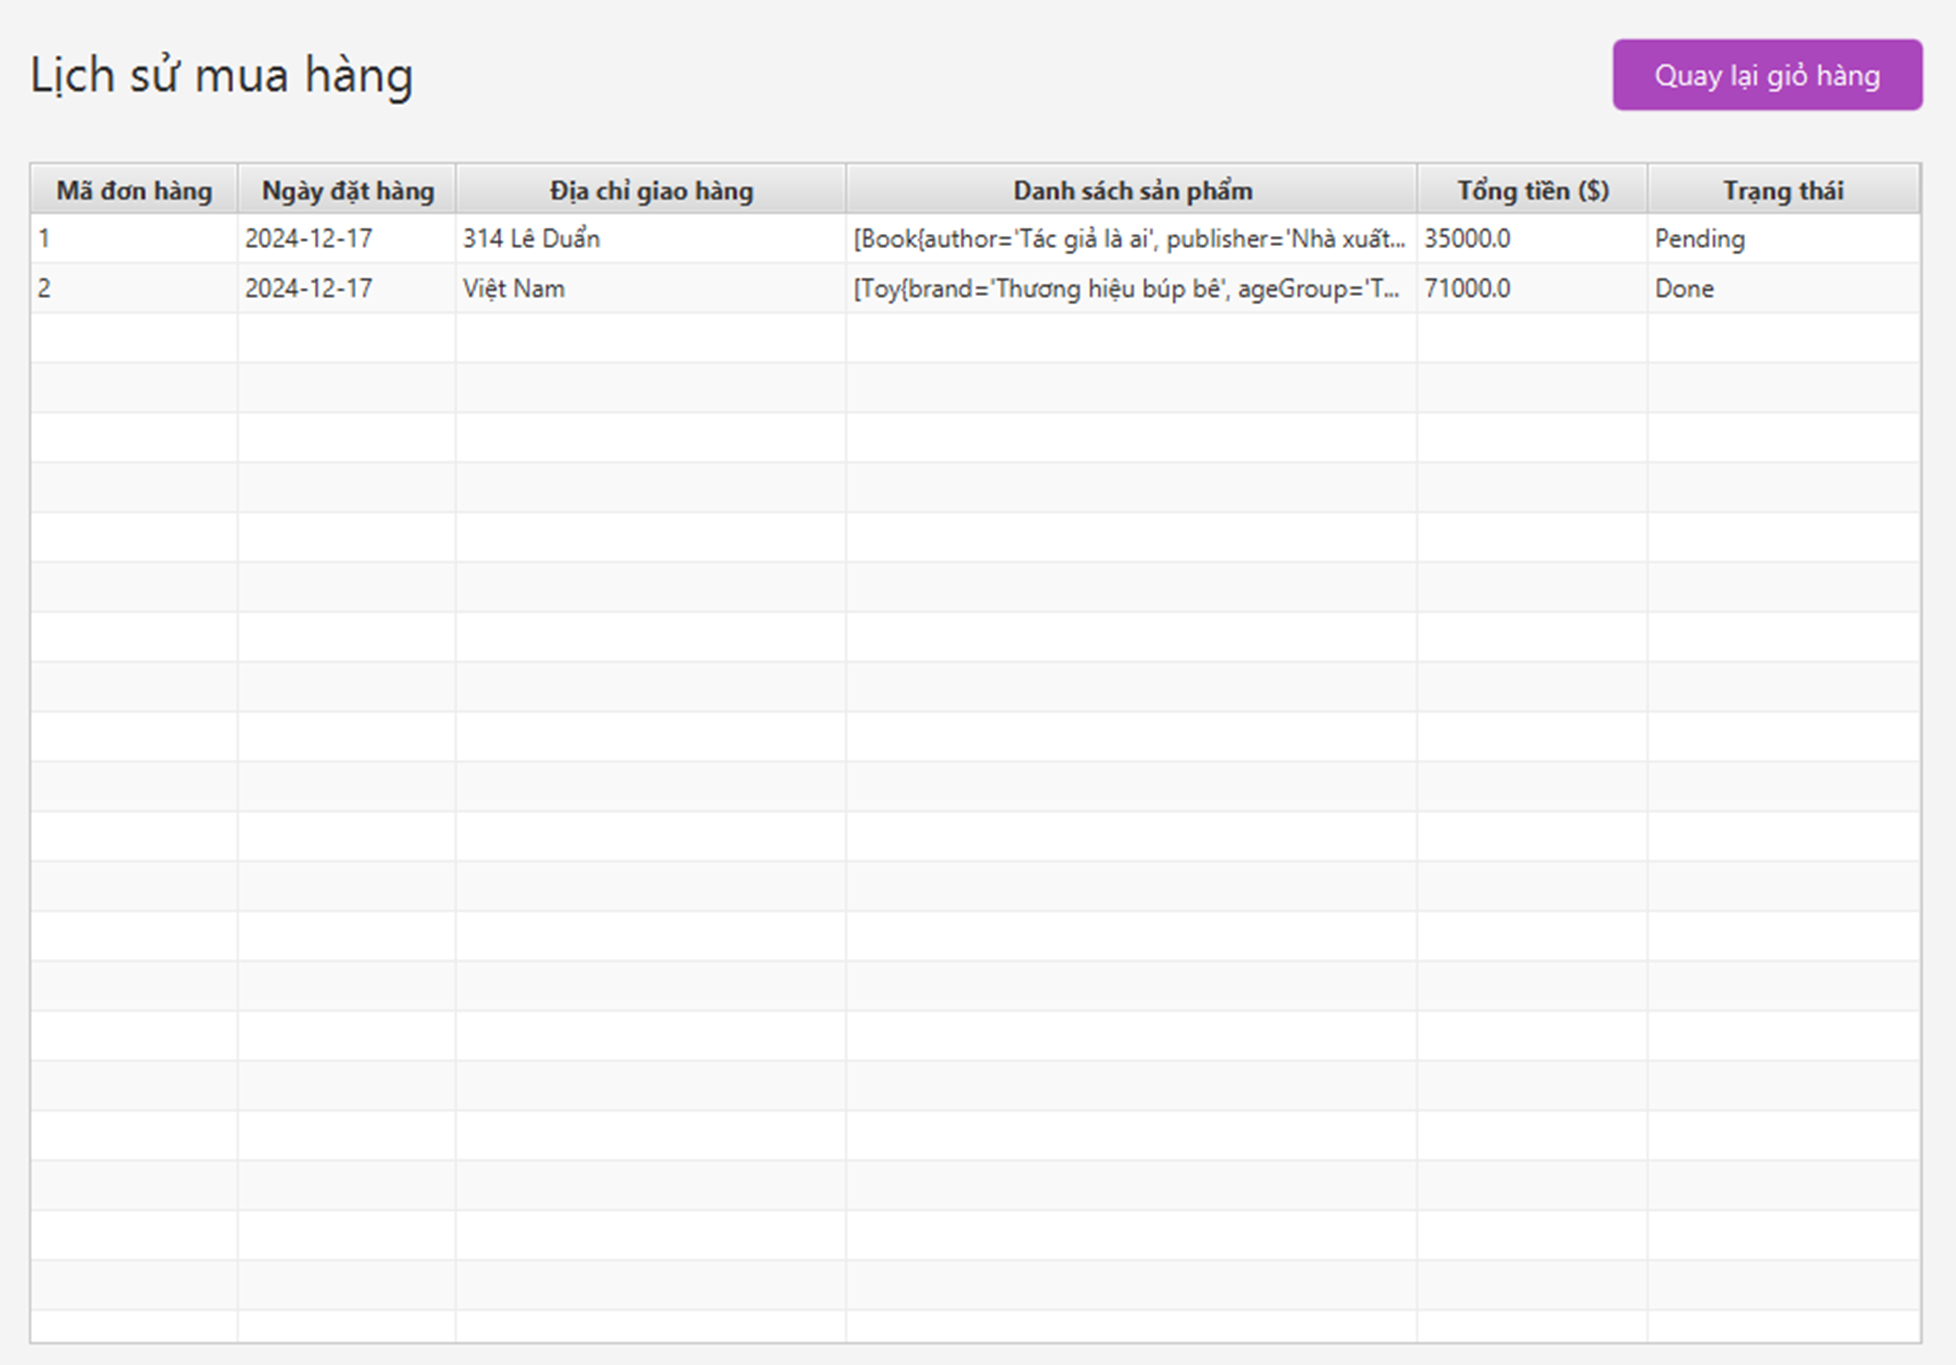 Lịch sử mua hàng
Quay lại giỏ hàng
Mã đơn hàng Ngày đặt hàng Địa chỉ giao hàng Danh sách sản phẩm Tổng tiền ($) Trạng thái
1 2024-12-17 314 Lê Duẩn [Book{author='Tác giả là ai', publisher='Nhà xuất... 35000.0 Pending
2 2024-12-17 Việt Nam [Toy{brand='Thương hiệu búp bê', ageGroup='T... 71000.0 Done